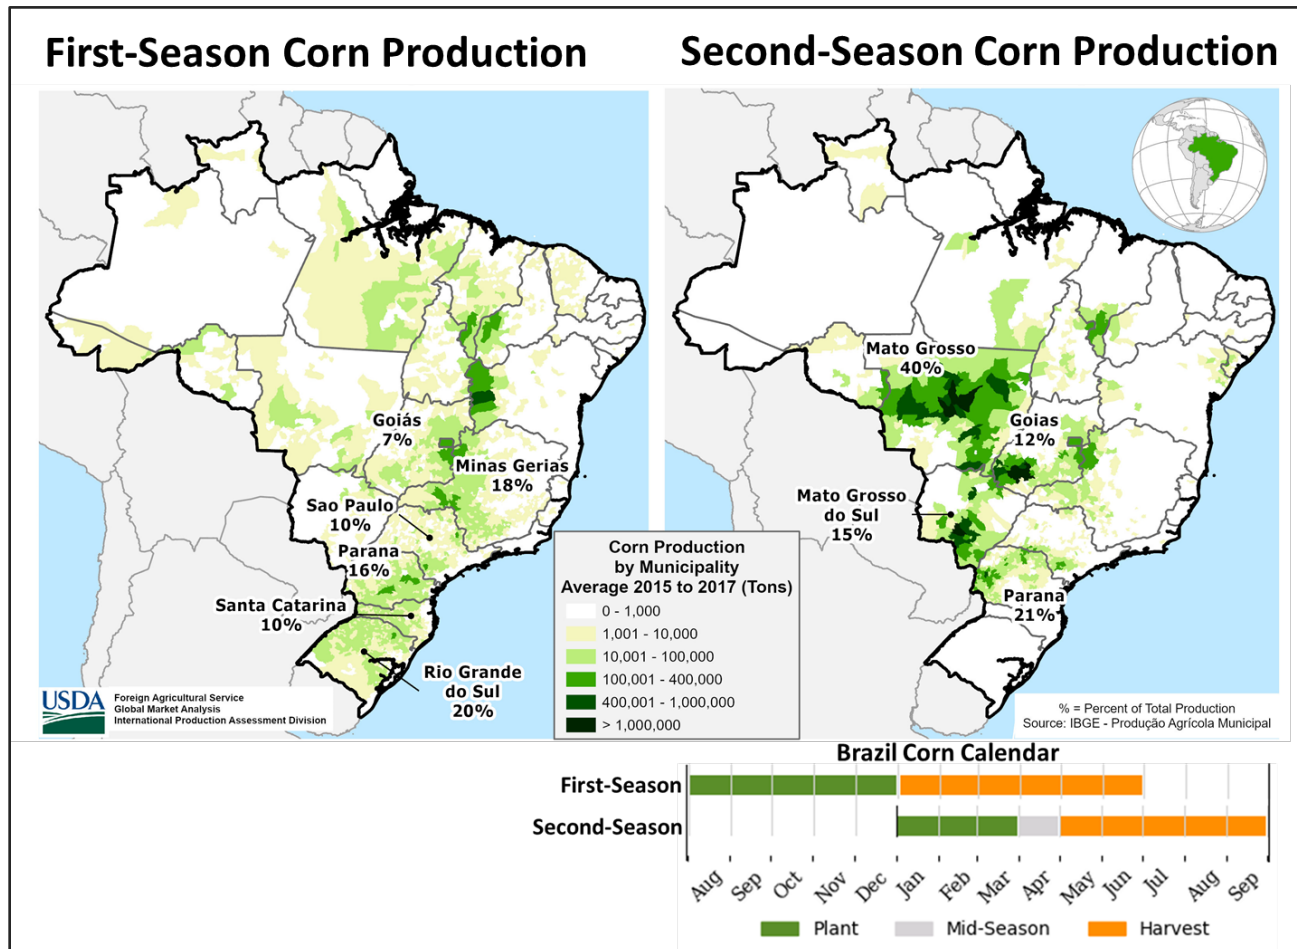 First-Season Corn Production
Second-Season Corn Production
Goiás
7%
Minas Gerias
18%
Sao Paulo
10%
Parana
16%
Santa Catarina
10%
Rio Grande
do Sul
20%
USDA
Foreign Agricultural Service
Global Market Analysis
International Production Assessment Division
Mato Grosso
40%
Goias
12%
Mato Grosso
do Sul
15%
Parana
21%
Corn Production
by Municipality
Average 2015 to 2017 (Tons)
0 - 1,000
1,001 - 10,000
10,001 - 100,000
100,001 - 400,000
400,001 - 1,000,000
> 1,000,000
% = Percent of Total Production
Source: IBGE - Produção Agrícola Municipal
Brazil Corn Calendar
First-Season
Second-Season
Aug Sep Oct Nov Dec Jan Feb Mar Apr May Jun Jul Aug Sep
Plant Mid-Season Harvest